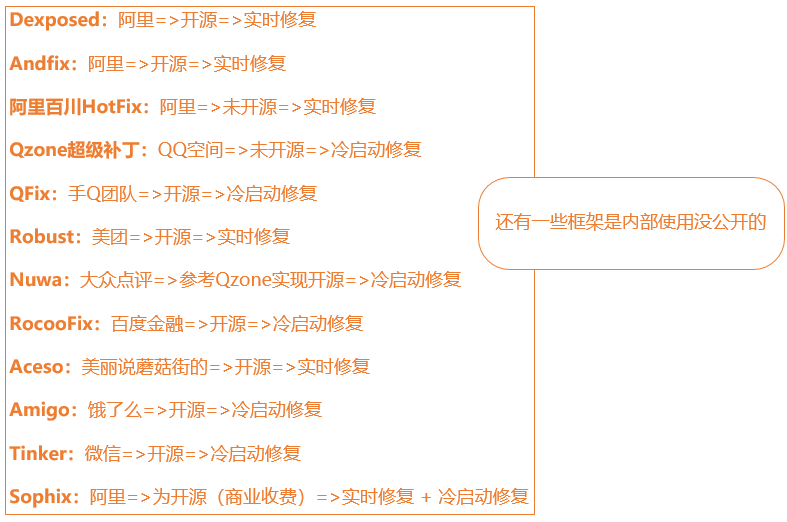 Dexposed：阿里=>开源=>实时修复
Andfix：阿里=>开源=>实时修复
阿里百川HotFix：阿里=>未开源=>实时修复
Qzone超级补丁：QQ空间=>未开源=>冷启动修复
QFix：手Q团队=>开源=>冷启动修复
Robust：美团=>开源=>实时修复
Nuwa：大众点评=>参考Qzone实现开源=>冷启动修复
RocooFix：百度金融=>开源=>冷启动修复
Aceso：美丽说蘑菇街的=>开源=>实时修复
Amigo：饿了么=>开源=>冷启动修复
Tinker：微信=>开源=>冷启动修复
Sophix：阿里=>为开源（商业收费）=>实时修复 + 冷启动修复
还有一些框架是内部使用没公开的